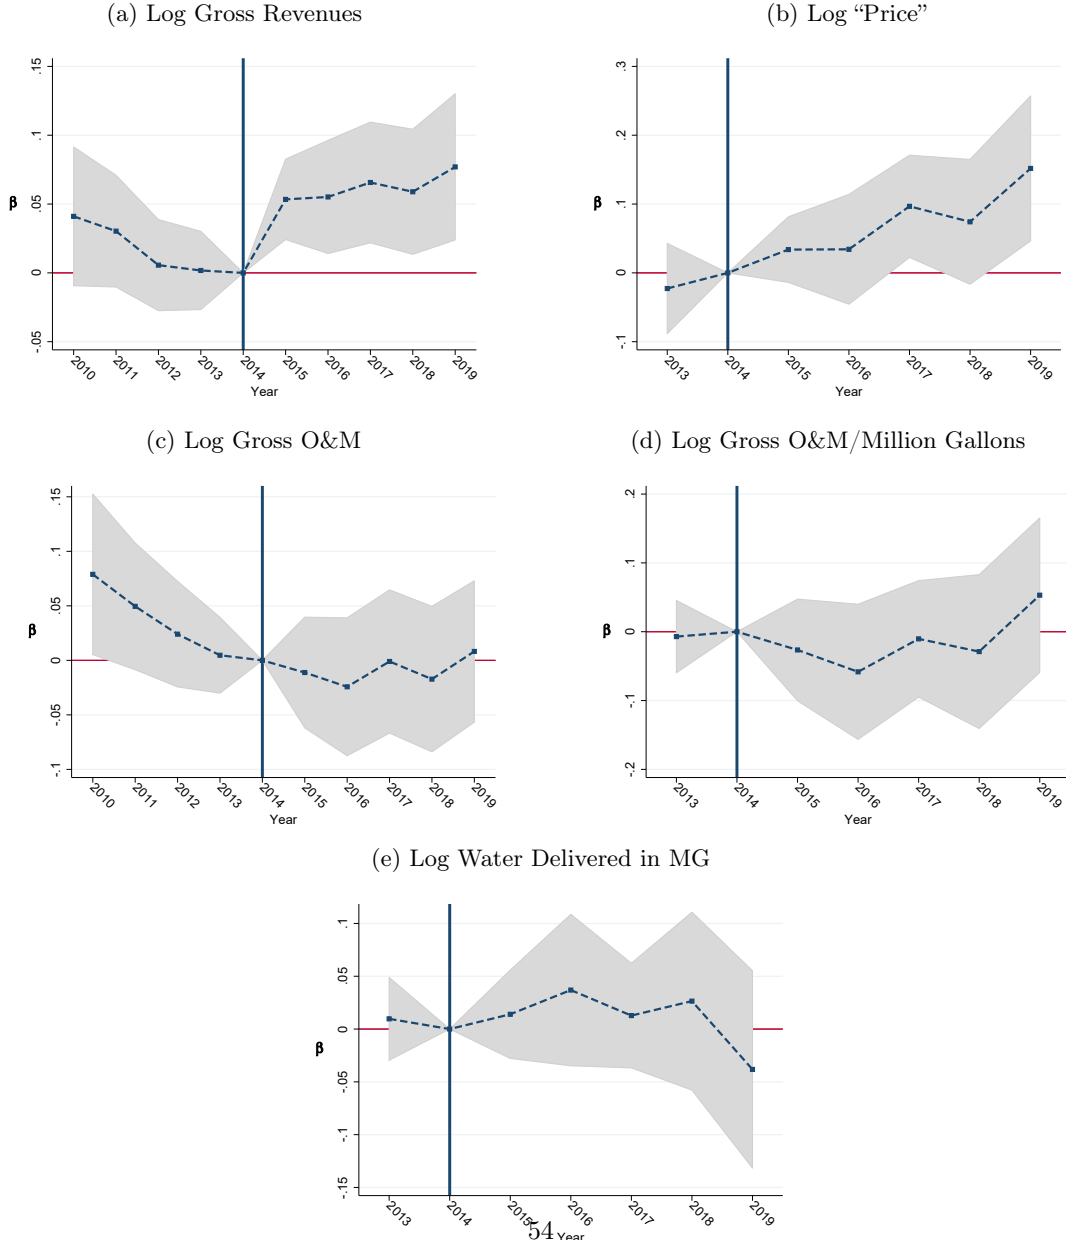 (a) Log Gross Revenues
(b) Log “Price”
.15
.1
.05
0
-.05
β
2010 2011 2012 2013 2014 2015 2016 2017 2018 2019
Year
.3
.2
.1
0
-.1
β
2013 2014 2015 2016 2017 2018 2019
Year
(c) Log Gross O&M
(d) Log Gross O&M/Million Gallons
.15
.1
.05
0
-.05
-.1
β
2010 2011 2012 2013 2014 2015 2016 2017 2018 2019
Year
.2
.1
0
-.1
-.2
β
2013 2014 2015 2016 2017 2018 2019
Year
(e) Log Water Delivered in MG
.1
.05
0
-.05
-.1
-.15
β
2013 2014 2015 2016 2017 2018 2019
54
Year